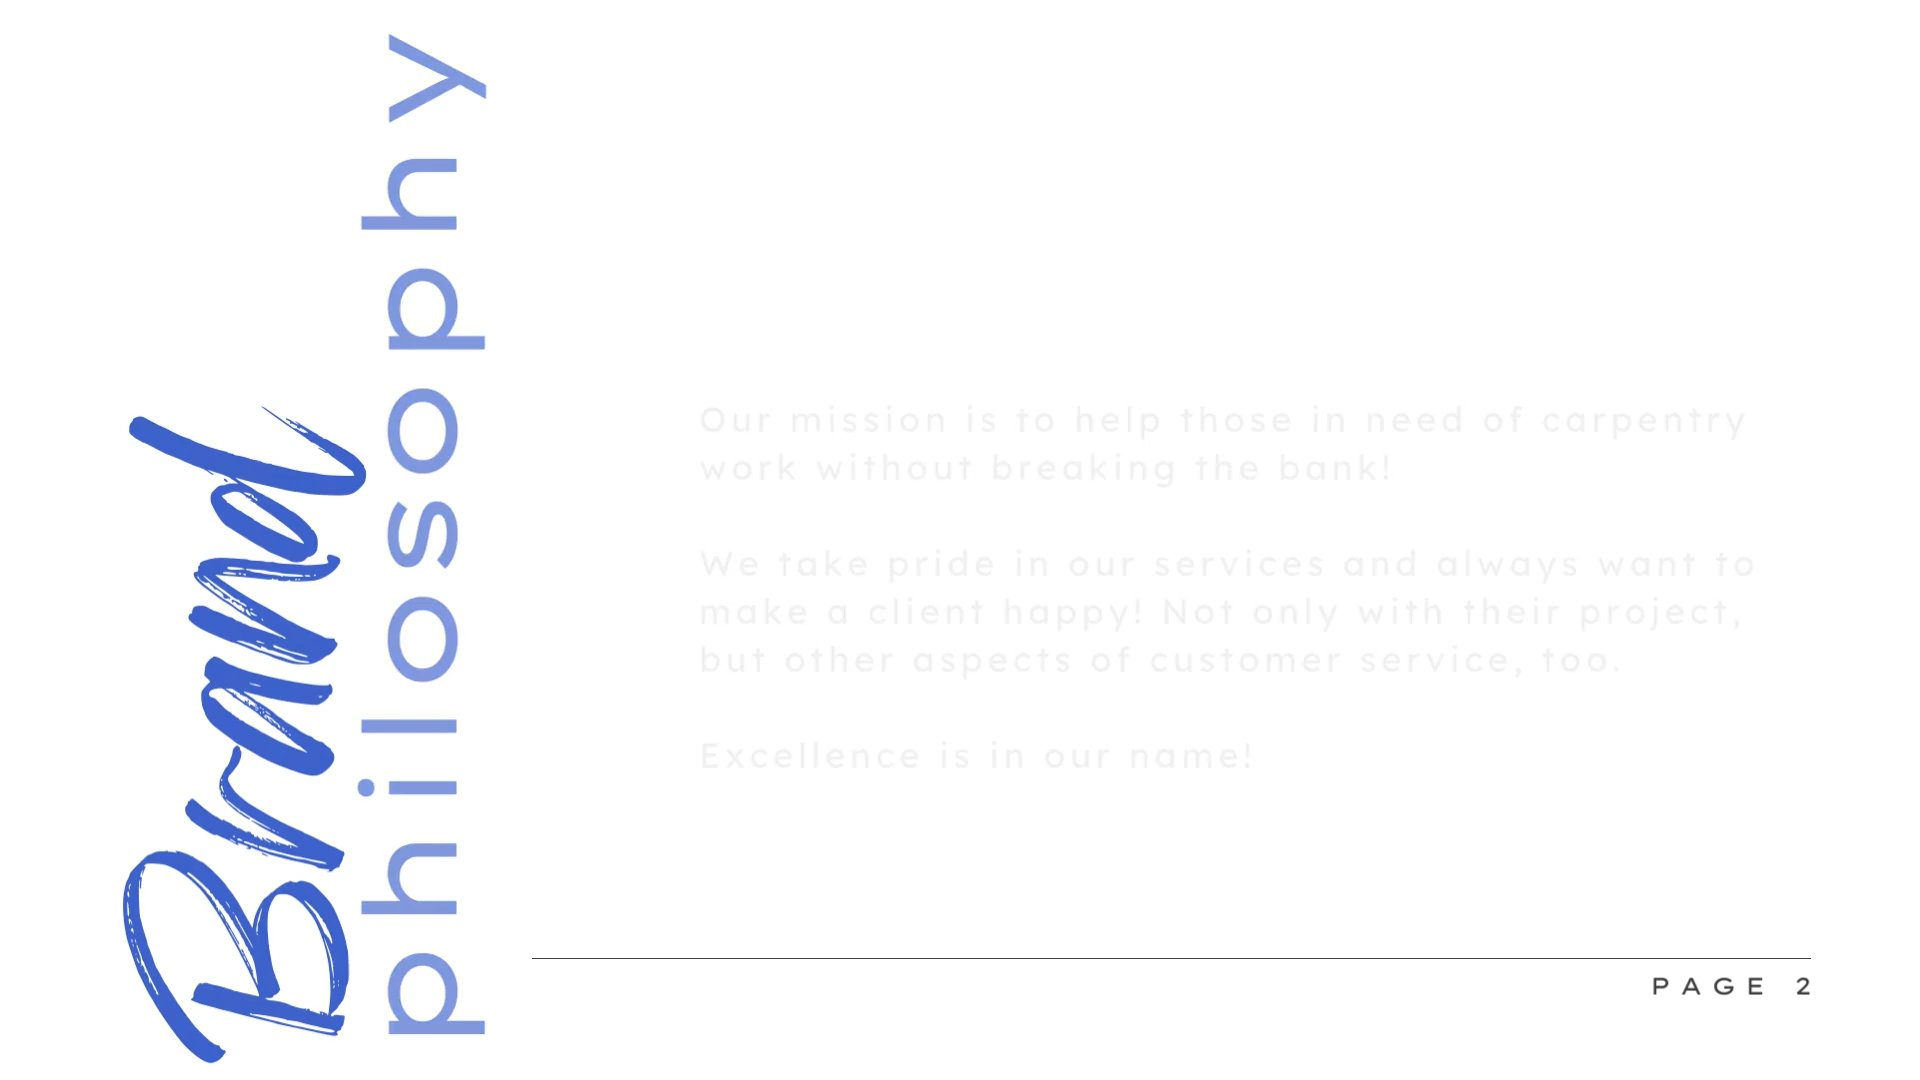 Brand
philosophy
Our mission is to help those in need of carpentry
work without breaking the bank!
We take pride in our services and always want to
make a client happy! Not only with their project,
but other aspects of customer service, too.
Excellence is in our name!
PAGE 2